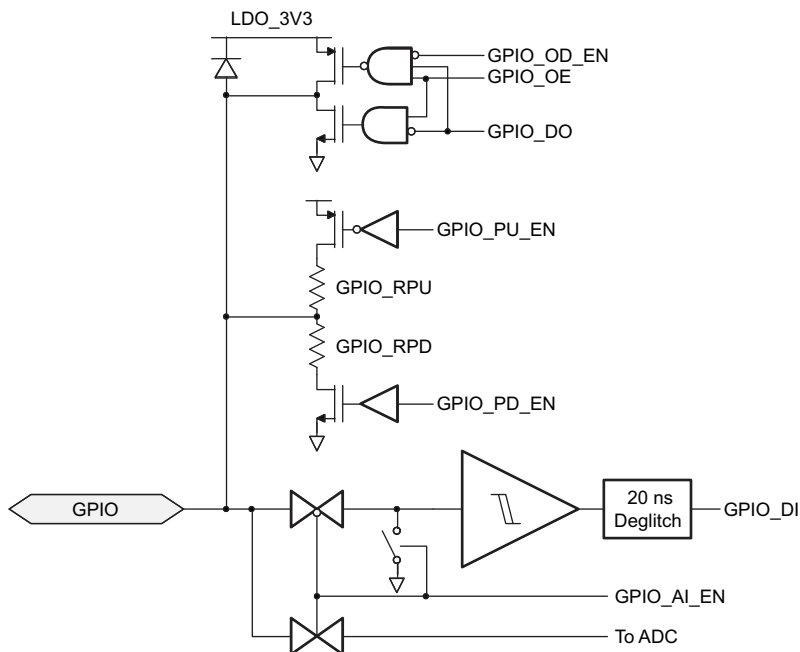 LDO_3V3
GPIO_OD_EN
GPIO_OE
GPIO_DO
GPIO_PU_EN
GPIO_RPU
GPIO_RPD
GPIO_PD_EN
GPIO
20 ns
Deglitch
GPIO_DI
GPIO_AI_EN
To ADC